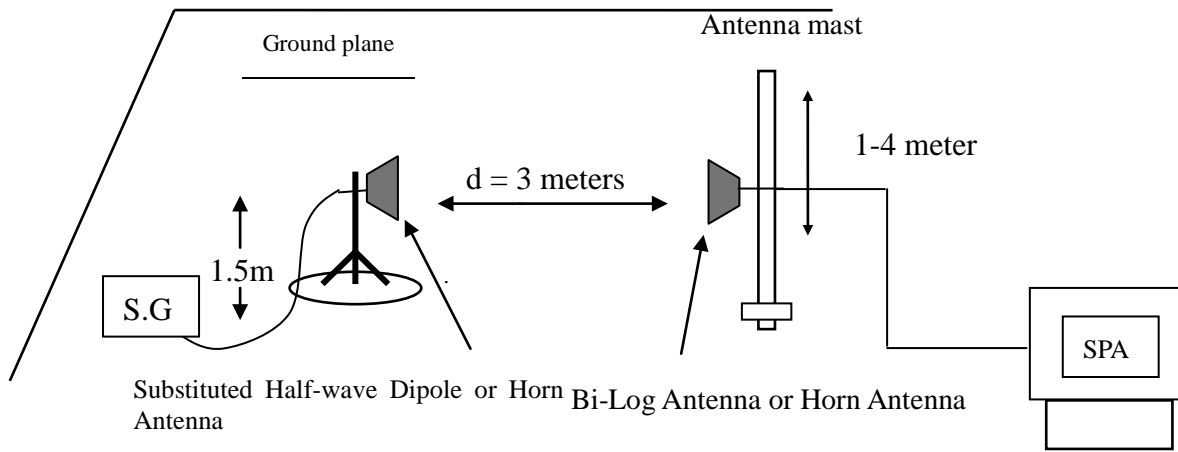 Antenna mast
Ground plane
1-4 meter
d = 3 meters
1.5m
S.G
SPA
Substituted Half-wave Dipole or Horn
Antenna
Bi-Log Antenna or Horn Antenna